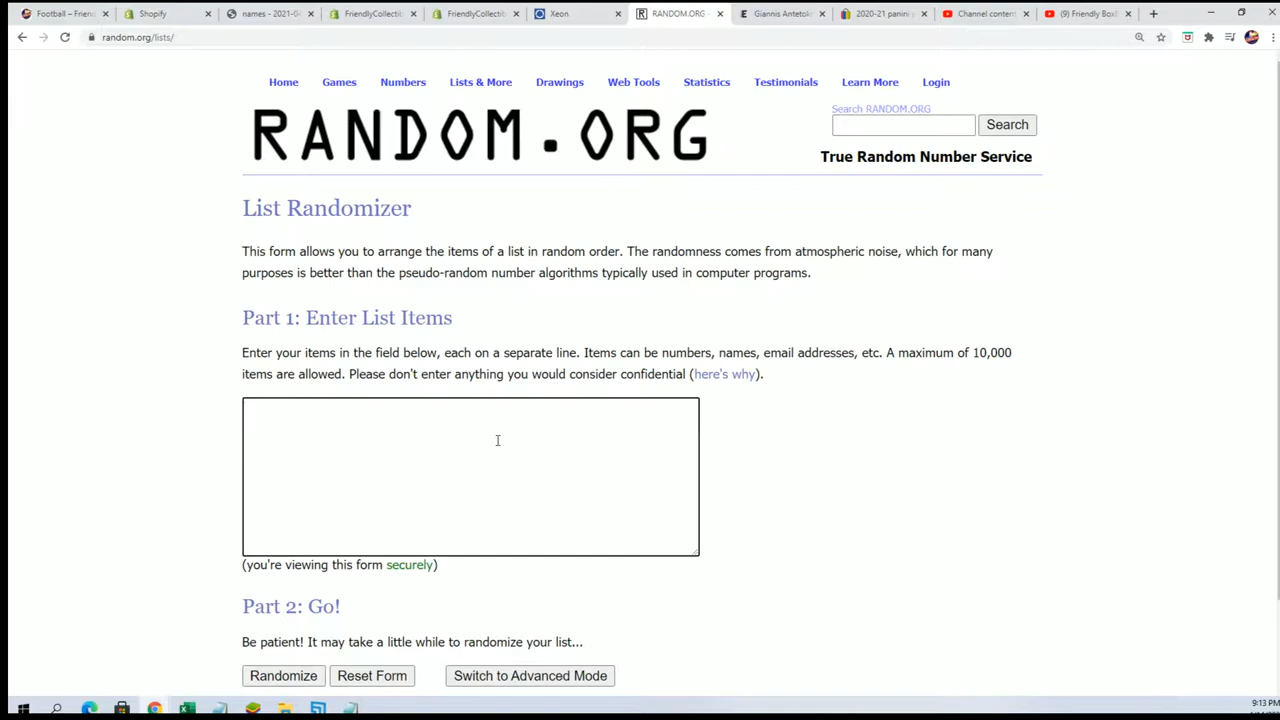 Football – Frien
Shopify
names - 2021-04
FriendlyCollectib
FriendlyCollectib
Xeon
RANDOM.ORG -
Giannis Antetoko
2020-21 panini
Channel content
(9) Friendly Box
random.org/lists/
Home Games Numbers Lists & More Drawings Web Tools Statistics Testimonials Learn More Login
RANDOM.ORG
Search RANDOM.ORG
Search
True Random Number Service
List Randomizer
This form allows you to arrange the items of a list in random order. The randomness comes from atmospheric noise, which for many
purposes is better than the pseudo-random number algorithms typically used in computer programs.
Part 1: Enter List Items
Enter your items in the field below, each on a separate line. Items can be numbers, names, email addresses, etc. A maximum of 10,000
items are allowed. Please don't enter anything you would consider confidential (here's why).
(you're viewing this form securely)
Part 2: Go!
Be patient! It may take a little while to randomize your list...
Randomize Reset Form Switch to Advanced Mode
9:13 PM